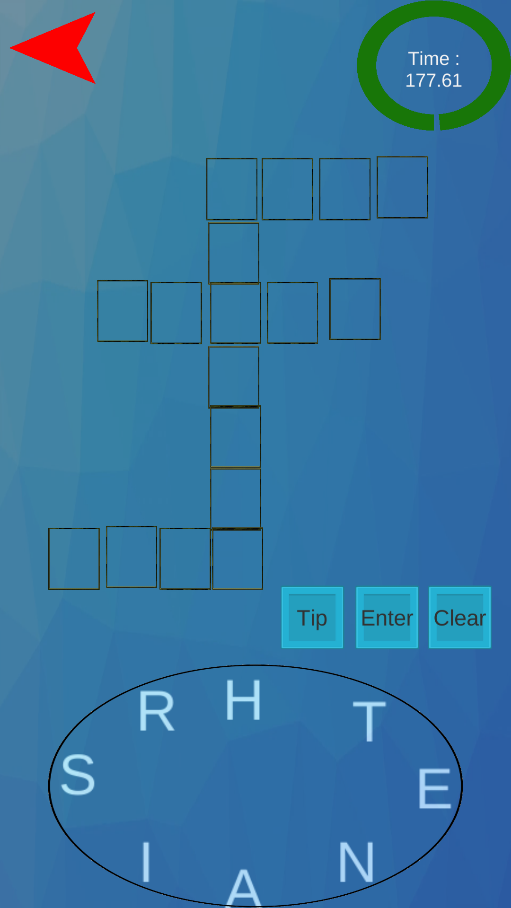 Time :
177.61
Tip Enter Clear
H
R T
S E
I A N